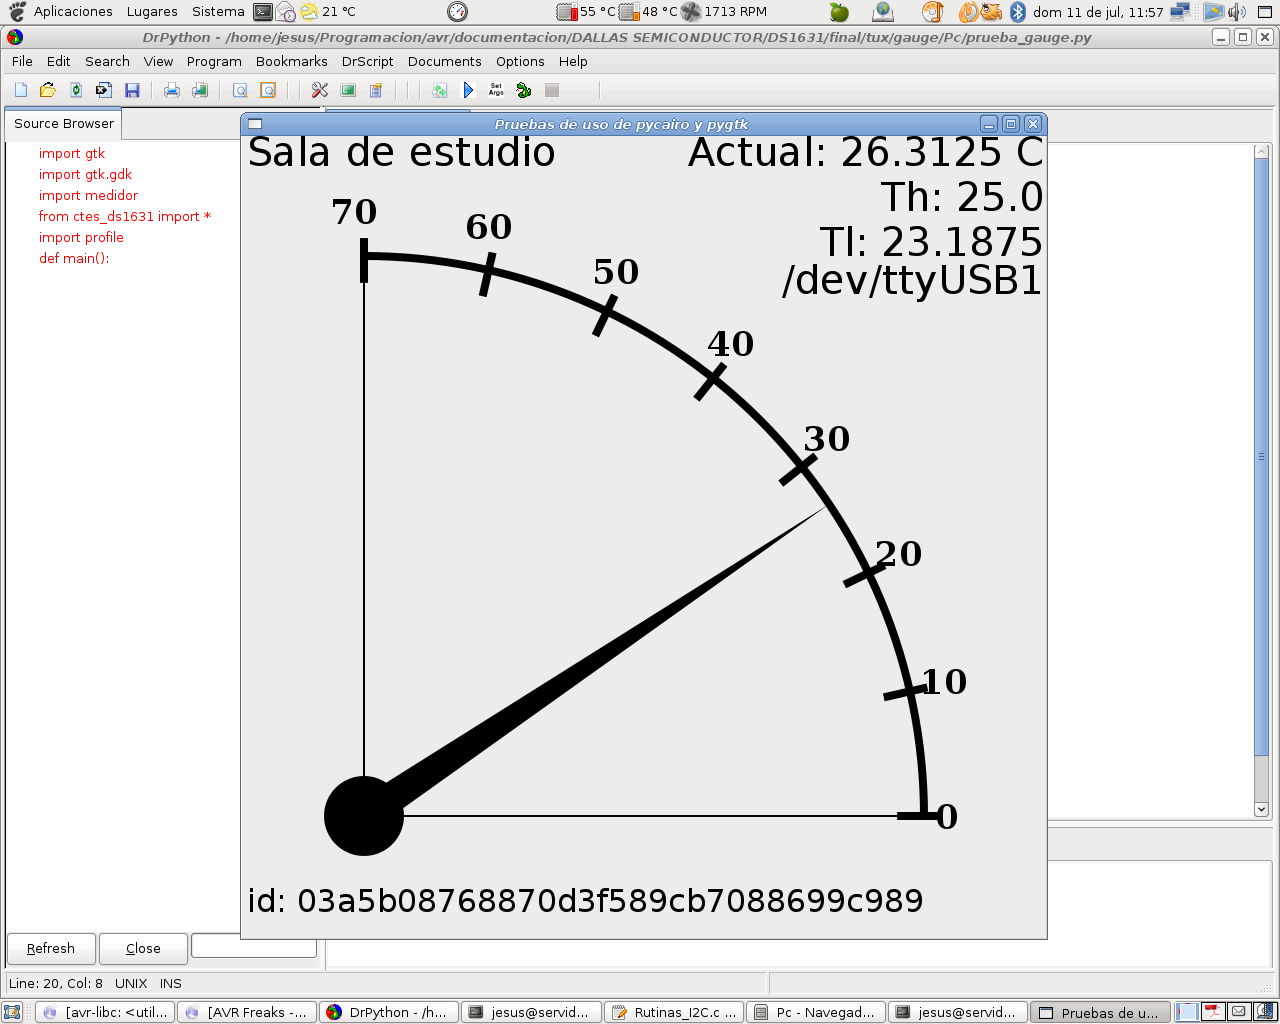 Aplicaciones Lugares Sistema 21 °C 55 °C 48 °C 1713 RPM dom 11 de jul, 11:57
DrPython - /home/jesus/Programacion/avr/documentacion/DALLAS SEMICONDUCTOR/DS1631/final/tux/gauge/Pc/prueba_gauge.py
File Edit Search View Program Bookmarks DrScript Documents Options Help
Set Args
Source Browser
import gtk
import gtk.gdk
import medidor
from ctes_ds1631 import *
import profile
def main():
Pruebas de uso de pycairo y pygtk
Sala de estudio Actual: 26.3125 C
Th: 25.0
Tl: 23.1875
/dev/ttyUSB1
70
60
50
40
30
20
10
0
id: 03a5b08768870d3f589cb7088699c989
Refresh Close
Line: 20, Col: 8 UNIX INS
[avr-libc: <util... [AVR Freaks -... DrPython - /h... jesus@servid... Rutinas_I2C.c ... Pc - Navegad... jesus@servid... Pruebas de u...